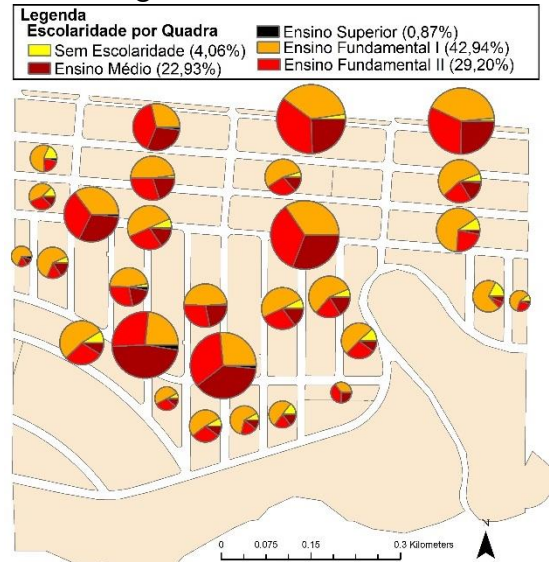 Legenda
Escolaridade por Quadra
Sem Escolaridade (4,06%)
Ensino Médio (22,93%)
Ensino Superior (0,87%)
Ensino Fundamental I (42,94%)
Ensino Fundamental II (29,20%)
N
0 0.075 0.15 0.3 Kilometers